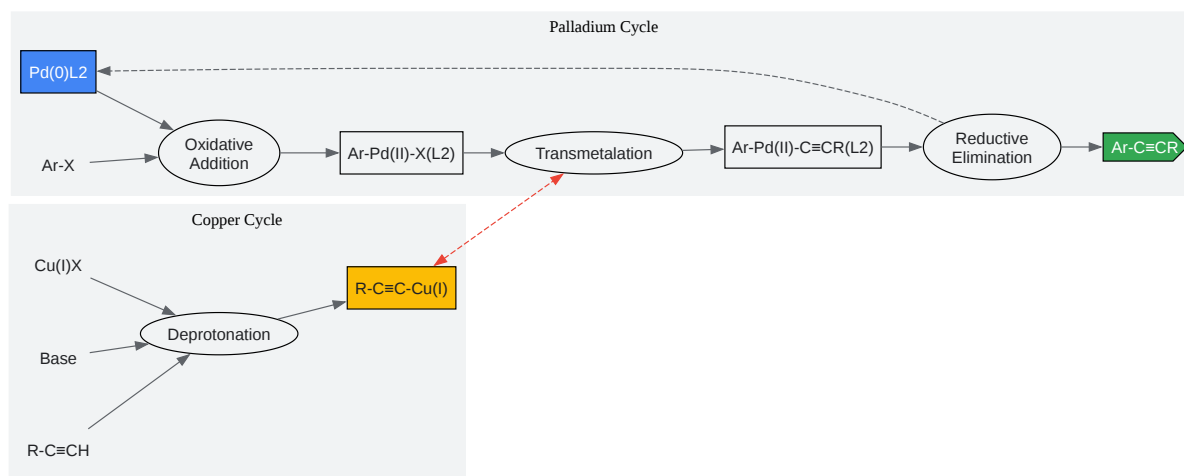 Palladium Cycle
Pd(0)L2
Ar-X
Oxidative
Addition
Ar-Pd(II)-X(L2)
Transmetalation
Ar-Pd(II)-C≡CR(L2)
Reductive
Elimination
Ar-C≡CR
Copper Cycle
Cu(I)X
Base
R-C≡CH
Deprotonation
R-C≡C-Cu(I)